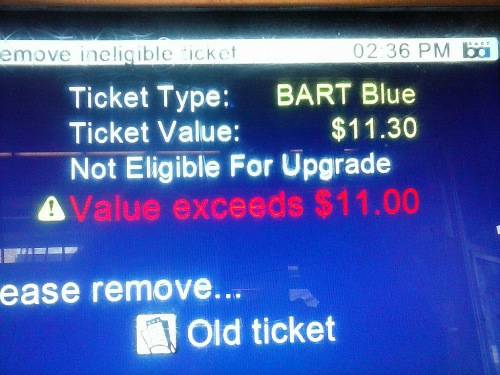 emove ineligible ticket 02:36 PM ba
Ticket Type: BART Blue
Ticket Value: $11.30
Not Eligible For Upgrade
Value exceeds $11.00
ease remove...
Old ticket